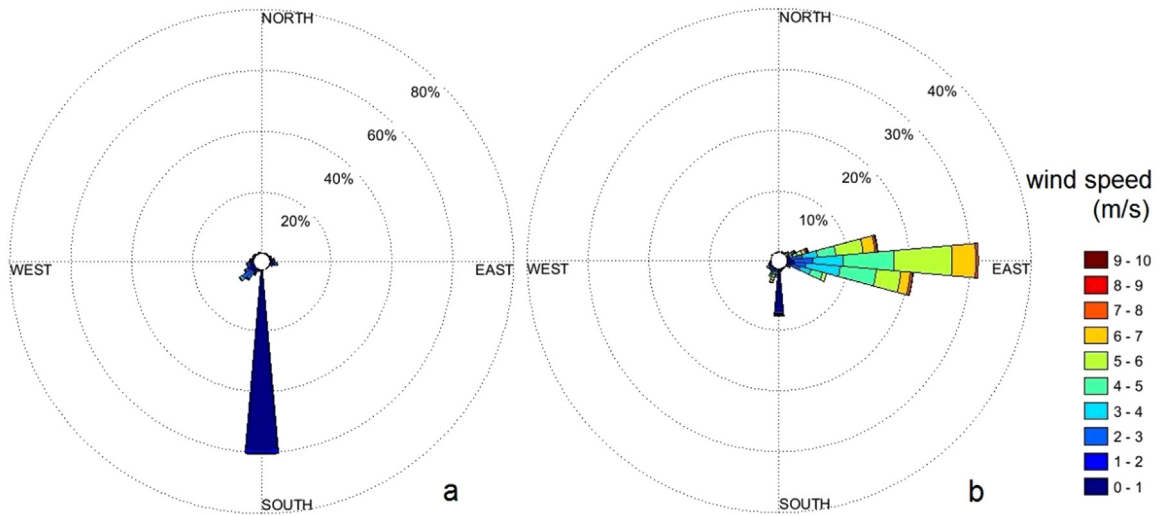 NORTH
80%
60%
40%
20%
WEST
EAST
SOUTH
a
NORTH
40%
30%
20%
10%
WEST
EAST
SOUTH
b
wind speed
(m/s)
9 - 10
8 - 9
7 - 8
6 - 7
5 - 6
4 - 5
3 - 4
2 - 3
1 - 2
0 - 1